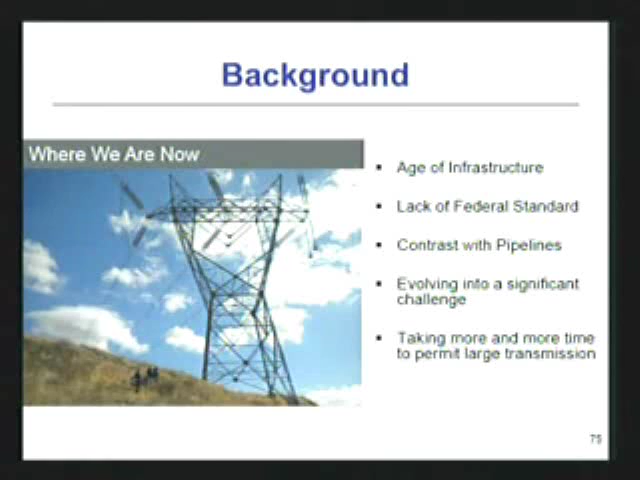 Background
Where We Are Now
Age of Infrastructure
Lack of Federal Standard
Contrast with Pipelines
Evolving into a significant
challenge
Taking more and more time
to permit large transmission
75